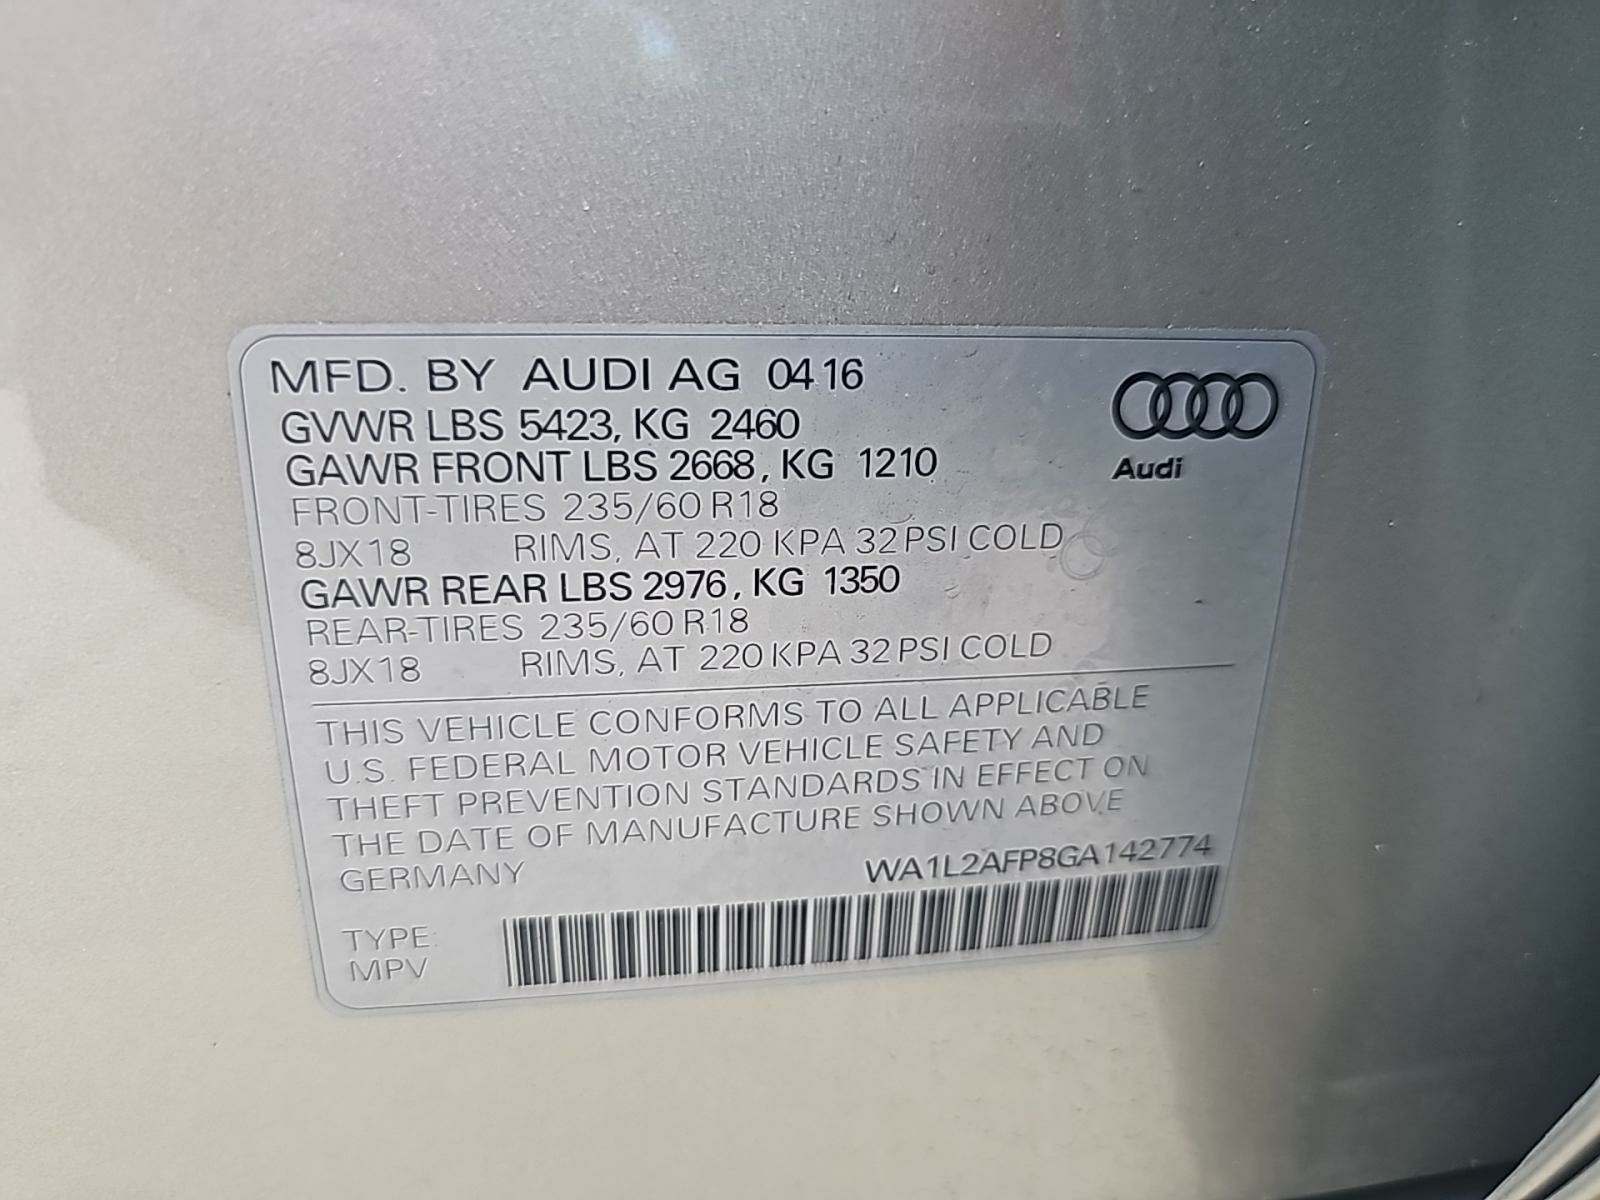 MFD. BY AUDI AG 0416
GVWR LBS 5423, KG 2460
GAWR FRONT LBS 2668, KG 1210
FRONT-TIRES 235/60 R18
8JX18 RIMS, AT 220 KPA 32 PSI COLD
GAWR REAR LBS 2976, KG 1350
REAR-TIRES 235/60 R18
8JX18 RIMS, AT 220 KPA 32 PSI COLD
Audi
THIS VEHICLE CONFORMS TO ALL APPLICABLE
U.S. FEDERAL MOTOR VEHICLE SAFETY AND
THEFT PREVENTION STANDARDS IN EFFECT ON
THE DATE OF MANUFACTURE SHOWN ABOVE
GERMANY WA1L2AFP8GA142774
TYPE:
MPV